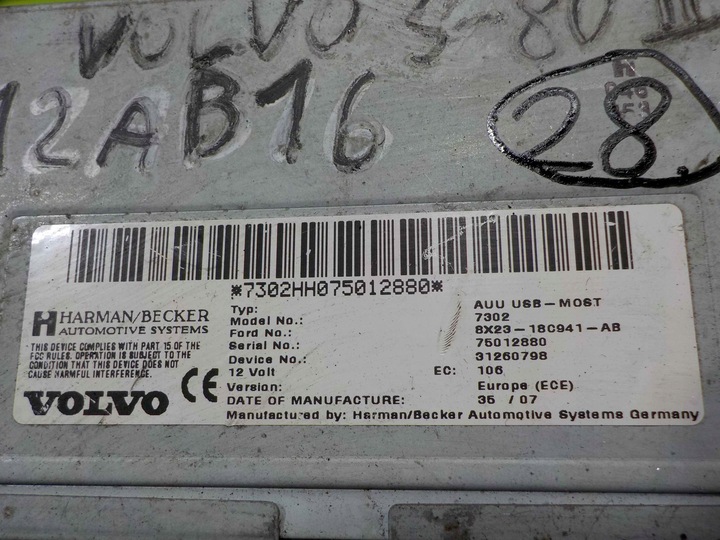 VOLVO S-80 II
12AB16
28.
*7302HH075012880*
HARMAN/BECKER
AUTOMOTIVE SYSTEMS
THIS DEVICE COMPLIES WITH PART 15 OF THE
FCC RULES. OPERATION IS SUBJECT TO THE
CONDITION THAT THIS DEVICE DOES NOT
CAUSE HARMFUL INTERFERENCE.
CE
VOLVO
Typ: AUU USB-MOST
Model No.: 7302
Ford No.: 8X23-18C941-AB
Serial No.: 75012880
Device No.: 31260798
12 Volt EC: 106
Version: Europe (ECE)
DATE OF MANUFACTURE: 35 / 07
Manufactured by: Harman/Becker Automotive Systems Germany